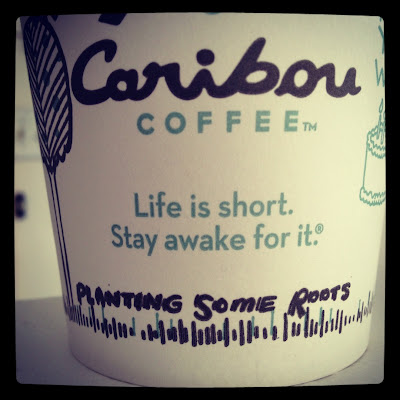 Caribou
COFFEE™
Life is short.
Stay awake for it.®
PLANTING SOME ROOTS